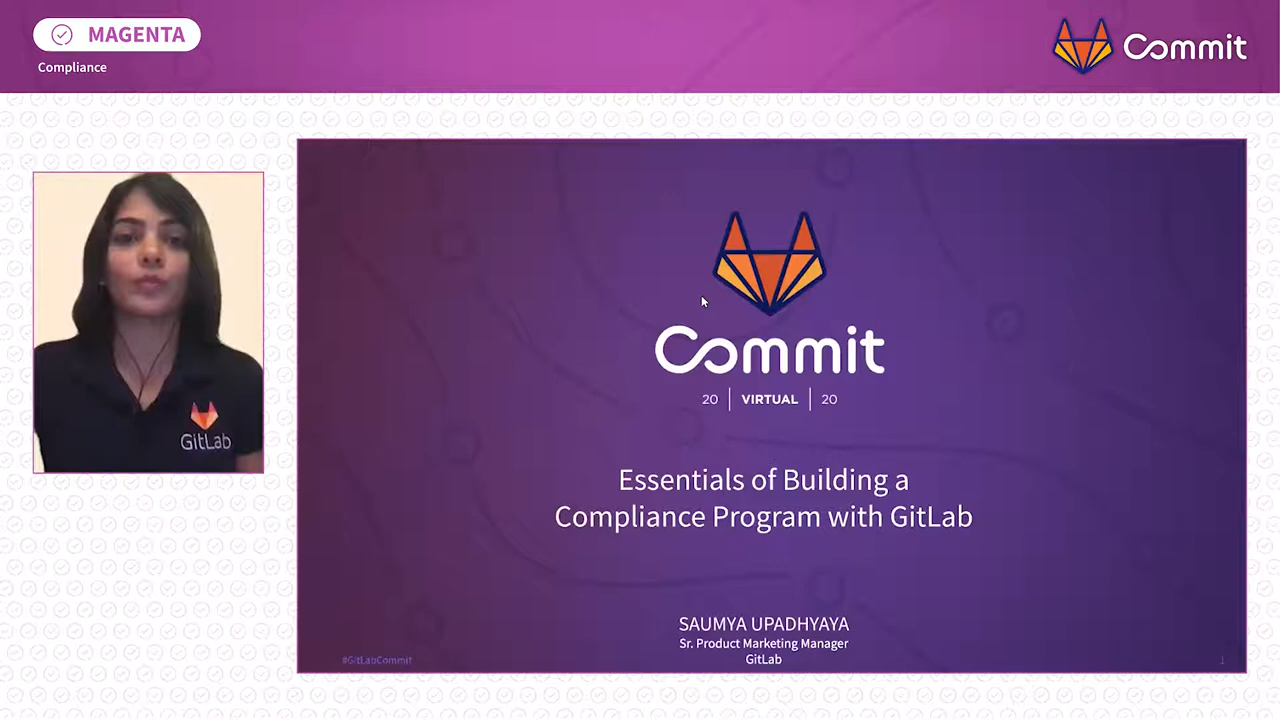 MAGENTA
Compliance
Commit
GitLab
Commit
20 | VIRTUAL | 20
Essentials of Building a
Compliance Program with GitLab
SAUMYA UPADHYAYA
Sr. Product Marketing Manager
GitLab
#GitLabCommit
1